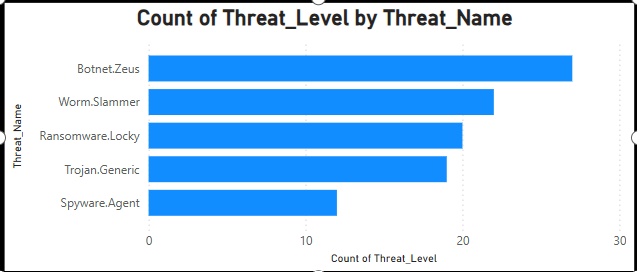 Count of Threat_Level by Threat_Name
Threat_Name
Botnet.Zeus
Worm.Slammer
Ransomware.Locky
Trojan.Generic
Spyware.Agent
0 10 20 30
Count of Threat_Level